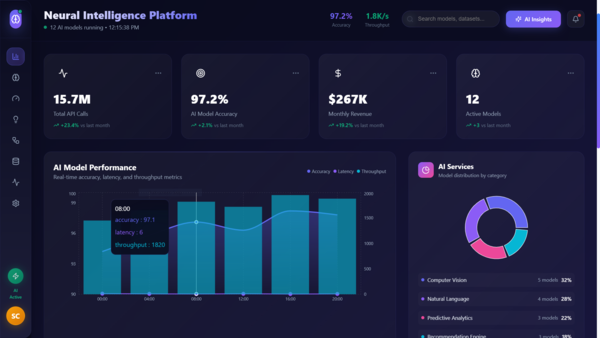 Neural Intelligence Platform
12 AI models running • 12:15:38 PM
97.2%
Accuracy
1.8K/s
Throughput
Search models, datasets...
AI Insights
15.7M
Total API Calls
+23.4% vs last month
97.2%
AI Model Accuracy
+2.1% vs last month
$267K
Monthly Revenue
+19.2% vs last month
12
Active Models
+3 vs last month
AI Model Performance
Real-time accuracy, latency, and throughput metrics
Accuracy Latency Throughput
100
99
96
93
90
2000
1500
1000
500
0
08:00
accuracy : 97.1
latency : 6
throughput : 1820
00:00 04:00 08:00 12:00 16:00 20:00
AI Services
Model distribution by category
Computer Vision 5 models 32%
Natural Language 4 models 28%
Predictive Analytics 3 models 22%
Recommendation Engine
AI
Active
SC